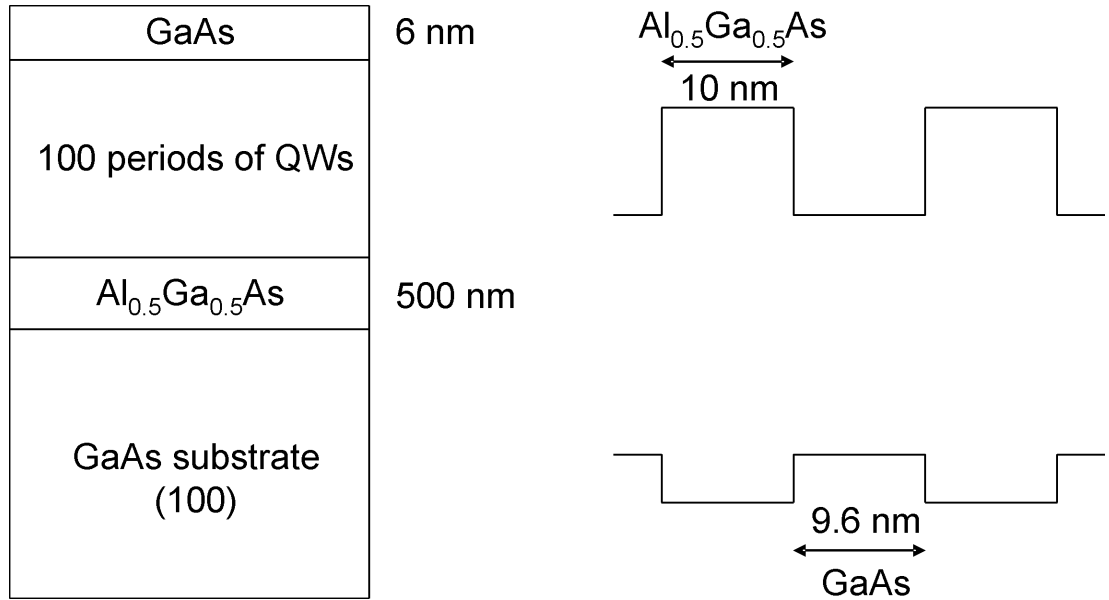 GaAs
6 nm
100 periods of QWs
Al0.5Ga0.5As
500 nm
GaAs substrate
(100)
Al0.5Ga0.5As
10 nm
9.6 nm
GaAs